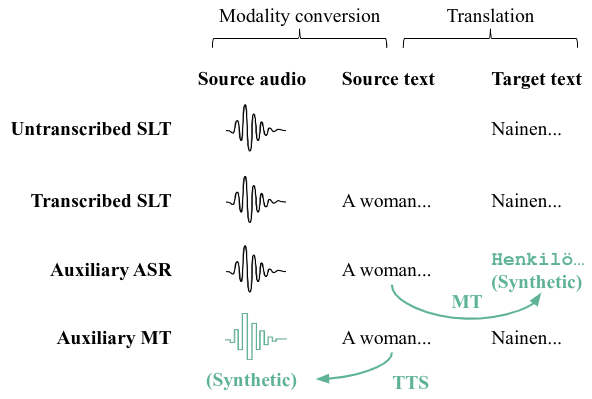 Modality conversion Translation
Source audio Source text Target text
Untranscribed SLT Nainen...
Transcribed SLT A woman... Nainen...
Auxiliary ASR A woman... Henkilö…
(Synthetic)
MT
Auxiliary MT A woman... Nainen...
(Synthetic) TTS